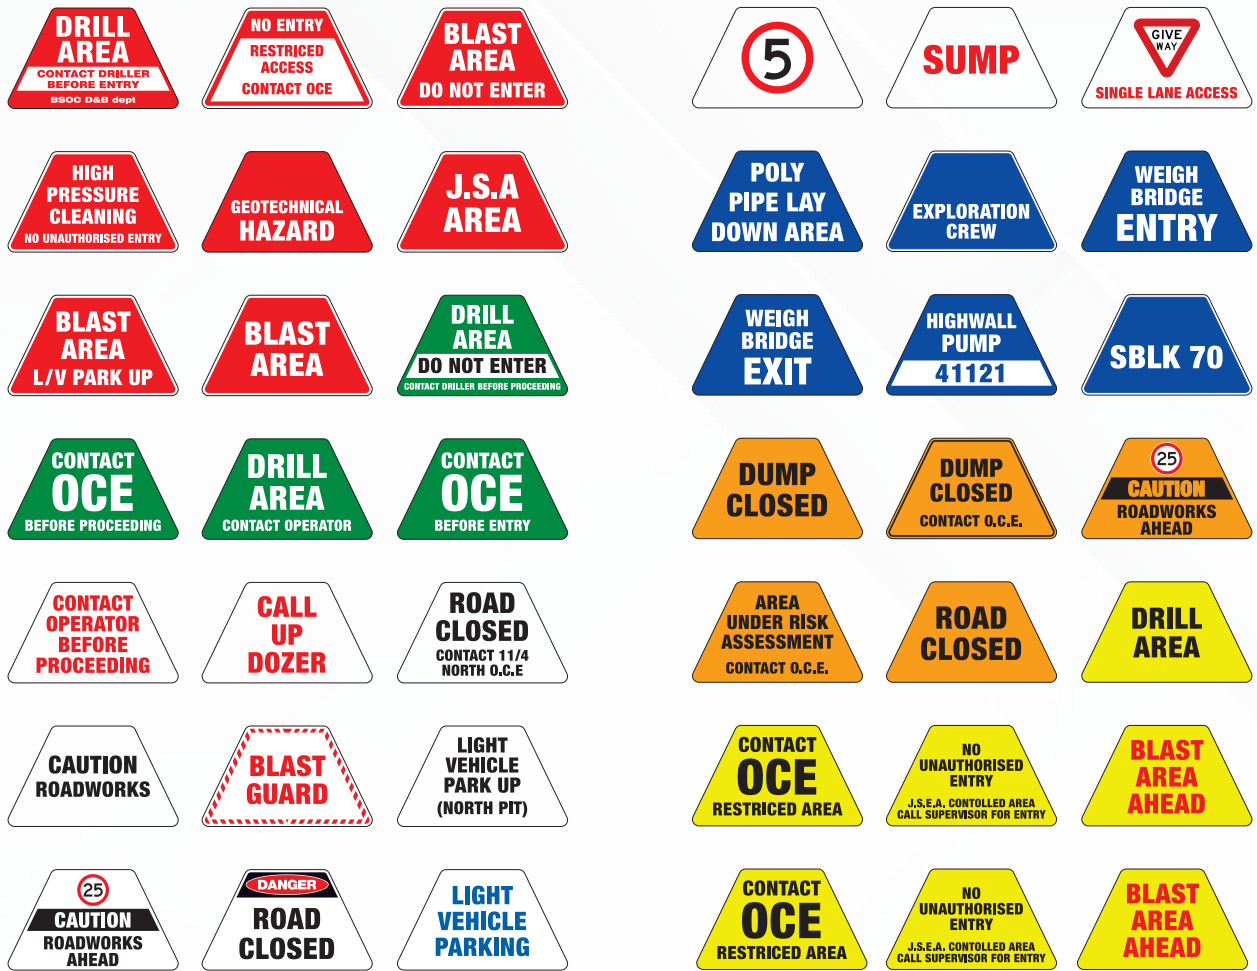 DRILL
AREA
CONTACT DRILLER
BEFORE ENTRY
BSOC D&B dept
NO ENTRY
RESTRICED
ACCESS
CONTACT OCE
BLAST
AREA
DO NOT ENTER
5
SUMP
GIVE
WAY
SINGLE LANE ACCESS
HIGH
PRESSURE
CLEANING
NO UNAUTHORISED ENTRY
GEOTECHNICAL
HAZARD
J.S.A
AREA
POLY
PIPE LAY
DOWN AREA
EXPLORATION
CREW
WEIGH
BRIDGE
ENTRY
BLAST
AREA
L/V PARK UP
BLAST
AREA
DRILL
AREA
DO NOT ENTER
CONTACT DRILLER BEFORE PROCEEDING
WEIGH
BRIDGE
EXIT
HIGHWALL
PUMP
41121
SBLK 70
CONTACT
OCE
BEFORE PROCEEDING
DRILL
AREA
CONTACT OPERATOR
CONTACT
OCE
BEFORE ENTRY
DUMP
CLOSED
DUMP
CLOSED
CONTACT O.C.E.
25
CAUTION
ROADWORKS
AHEAD
CONTACT
OPERATOR
BEFORE
PROCEEDING
CALL
UP
DOZER
ROAD
CLOSED
CONTACT 11/4
NORTH O.C.E
AREA
UNDER RISK
ASSESSMENT
CONTACT O.C.E.
ROAD
CLOSED
DRILL
AREA
CAUTION
ROADWORKS
BLAST
GUARD
LIGHT
VEHICLE
PARK UP
(NORTH PIT)
CONTACT
OCE
RESTRICED AREA
NO
UNAUTHORISED
ENTRY
J.S.E.A. CONTOLLED AREA
CALL SUPERVISOR FOR ENTRY
BLAST
AREA
AHEAD
25
CAUTION
ROADWORKS
AHEAD
DANGER
ROAD
CLOSED
LIGHT
VEHICLE
PARKING
CONTACT
OCE
RESTRICED AREA
NO
UNAUTHORISED
ENTRY
J.S.E.A. CONTOLLED AREA
CALL SUPERVISOR FOR ENTRY
BLAST
AREA
AHEAD